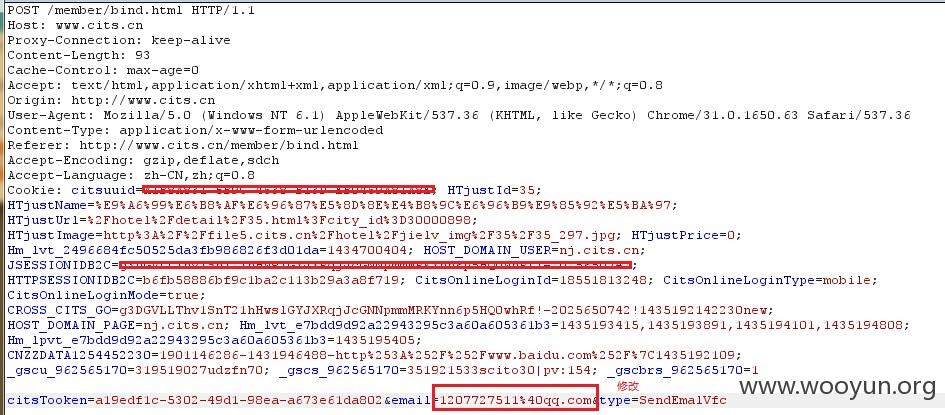 POST /member/bind.html HTTP/1.1
Host: www.cits.cn
Proxy-Connection: keep-alive
Content-Length: 93
Cache-Control: max-age=0
Accept: text/html,application/xhtml+xml,application/xml;q=0.9,image/webp,*/*;q=0.8
Origin: http://www.cits.cn
User-Agent: Mozilla/5.0 (Windows NT 6.1) AppleWebKit/537.36 (KHTML, like Gecko) Chrome/31.0.1650.63 Safari/537.36
Content-Type: application/x-www-form-urlencoded
Referer: http://www.cits.cn/member/bind.html
Accept-Encoding: gzip,deflate,sdch
Accept-Language: zh-CN,zh;q=0.8
Cookie: citsuuid= ; HTjustId=35;
HTjustName=%E9%A6%99%E6%B8%AF%E6%96%87%E5%8D%8E%E4%B8%9C%E6%96%B9%E9%85%92%E5%BA%97;
HTjustUrl=%2Fhotel%2Fdetail%2F35.html%3Fcity_id%3D30000898;
HTjustImage=http%3A%2F%2Ffile5.cits.cn%2Fhotel%2Fjielv_img%2F35%2F35_297.jpg; HTjustPrice=0;
Hm_lvt_2496684fc50525da3fb986826f3d01da=1434700404; HOST_DOMAIN_USER=nj.cits.cn;
JSESSIONIDB2C= ;
HTTPSESSIONIDB2C=b6fb58886bf9c1ba2c113b29a3a8f719; CitsOnlineLoginId=18551813248; CitsOnlineLoginType=mobile;
CitsOnlineLoginMode=true;
CROSS_CITS_GO=g3DGVLLThv1SnT21hHws1GYJXRqjJcGNNpmmMRKYnn6p5HQ0whRf!-2025650742!1435192142230new;
HOST_DOMAIN_PAGE=nj.cits.cn; Hm_lvt_e7bdd9d92a22943295c3a60a605361b3=1435193415,1435193891,1435194101,1435194808;
Hm_lpvt_e7bdd9d92a22943295c3a60a605361b3=1435195405;
CNZZDATA1254452230=1901146286-1431946488-http%253A%252F%252Fwww.baidu.com%252F%7C1435192109;
_gscu_962565170=319519027udzfn70; _gscs_962565170=351921533scito30|pv:154; _gscbrs_962565170=1
修改
citsTooken=a19edf1c-5302-49d1-98ea-a673e61da802&email=1207727511%40qq.com&type=SendEmailVfc
www.wooyun.org